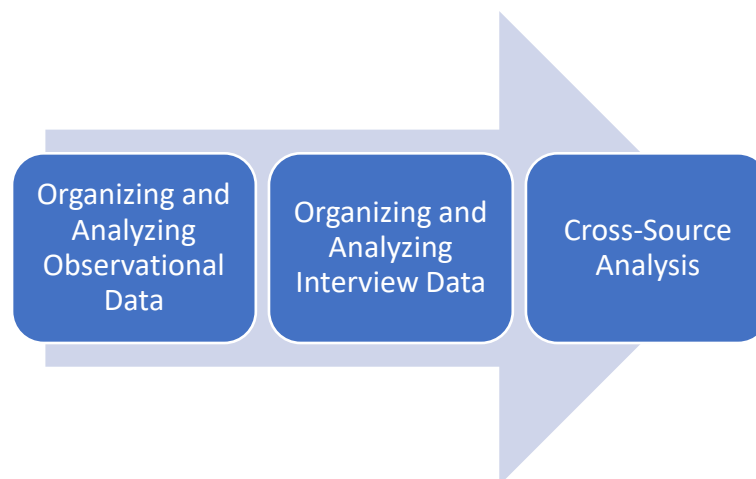 Organizing and
Analyzing
Observational
Data
Organizing and
Analyzing
Interview Data
Cross-Source
Analysis